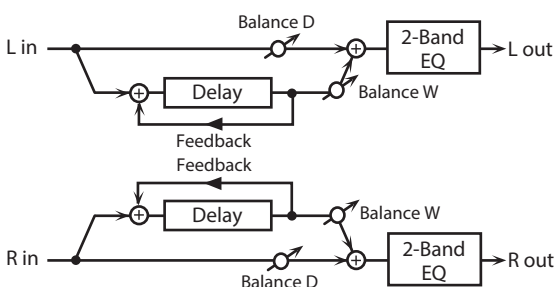 Balance D
L in
2-Band
EQ
L out
Delay
Balance W
Feedback
Feedback
Delay
Balance W
R in
2-Band
EQ
R out
Balance D